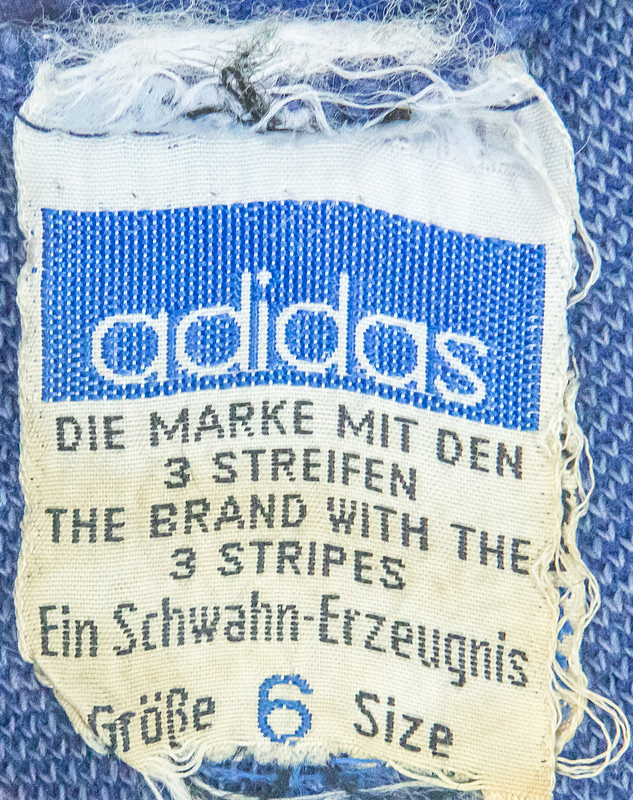 adidas
DIE MARKE MIT DEN
3 STREIFEN
THE BRAND WITH THE
3 STRIPES
Ein Schwahn-Erzeugnis
Größe 6 Size